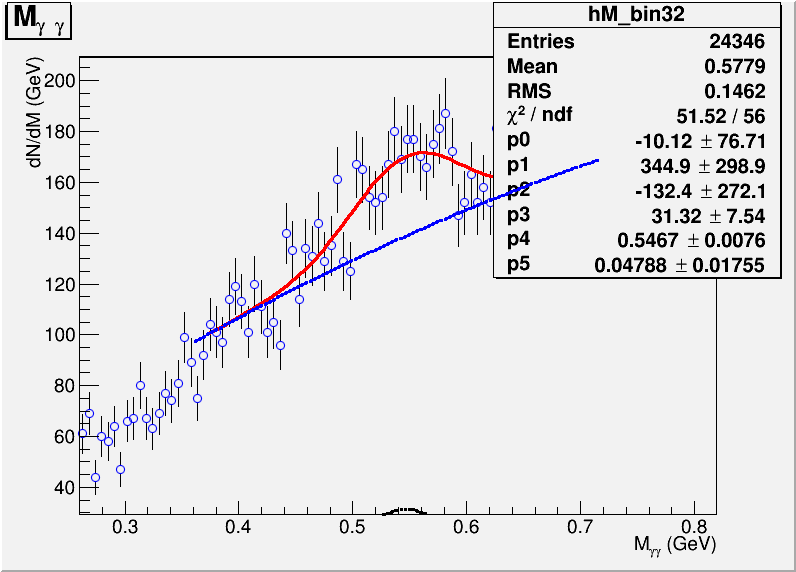 M γ γ
hM_bin32
Entries 24346
Mean 0.5779
RMS 0.1462
χ² / ndf 51.52 / 56
p0 -10.12 ± 76.71
p1 344.9 ± 298.9
p2 -132.4 ± 272.1
p3 31.32 ± 7.54
p4 0.5467 ± 0.0076
p5 0.04788 ± 0.01755
dN/dM (GeV)
200
180
160
140
120
100
80
60
40
0.3 0.4 0.5 0.6 0.7 0.8
M γγ (GeV)